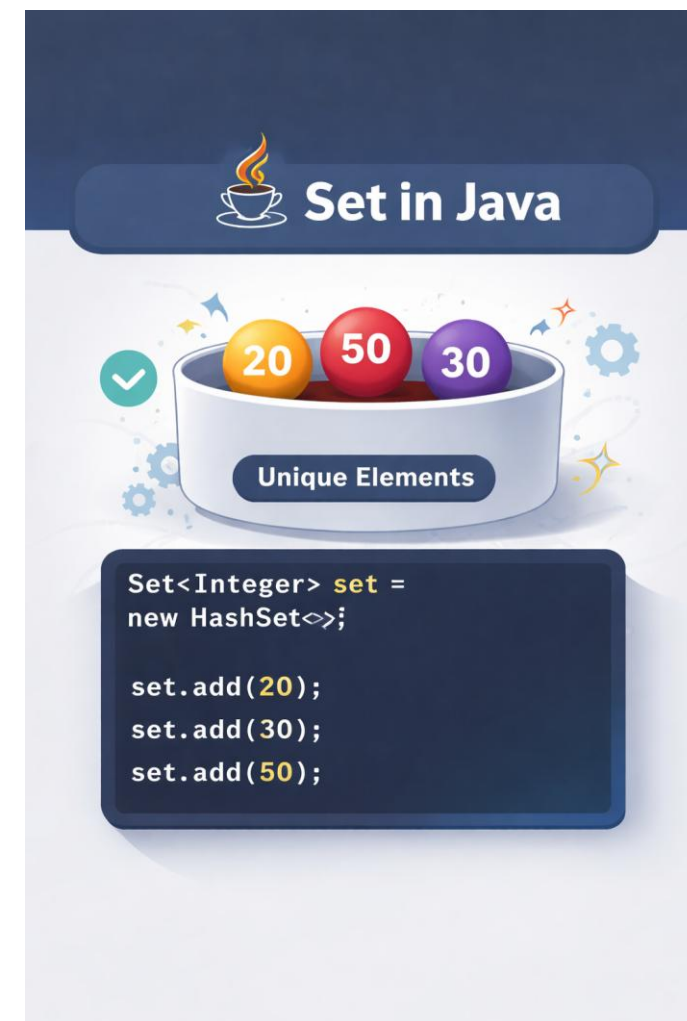 Set in Java
20
50
30
Unique Elements
Set<Integer> set =
new HashSet<>;
set.add(20);
set.add(30);
set.add(50);